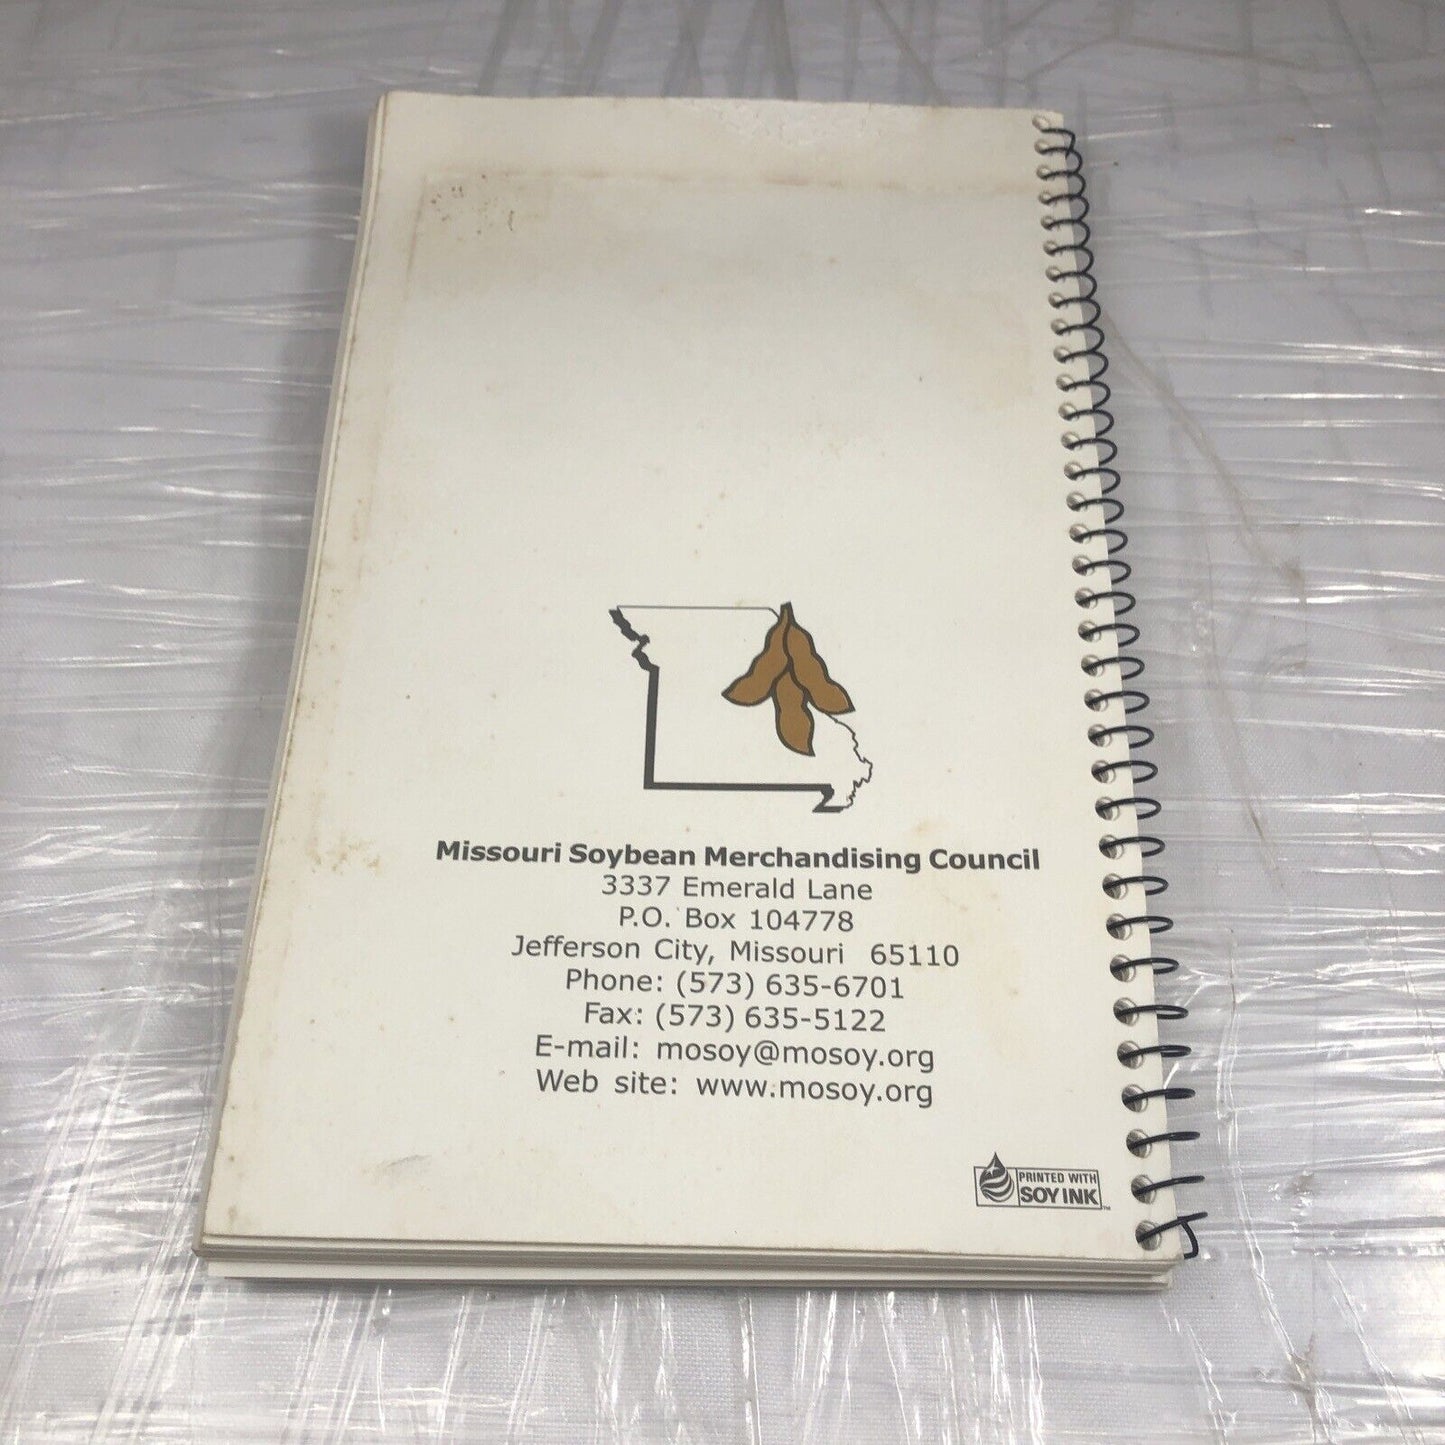 Missouri Soybean Merchandising Council
3337 Emerald Lane
P.O. Box 104778
Jefferson City, Missouri 65110
Phone: (573) 635-6701
Fax: (573) 635-5122
E-mail: mosoy@mosoy.org
Web site: www.mosoy.org
PRINTED WITH
SOY INK™